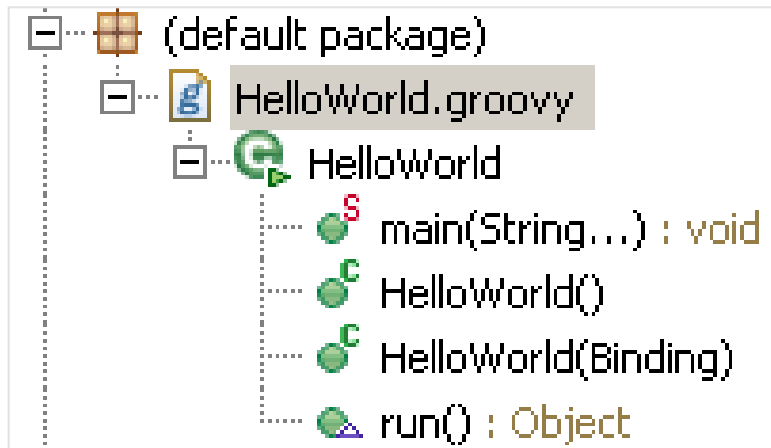 (default package)
HelloWorld.groovy
HelloWorld
main(String...) : void
HelloWorld()
HelloWorld(Binding)
run() : Object